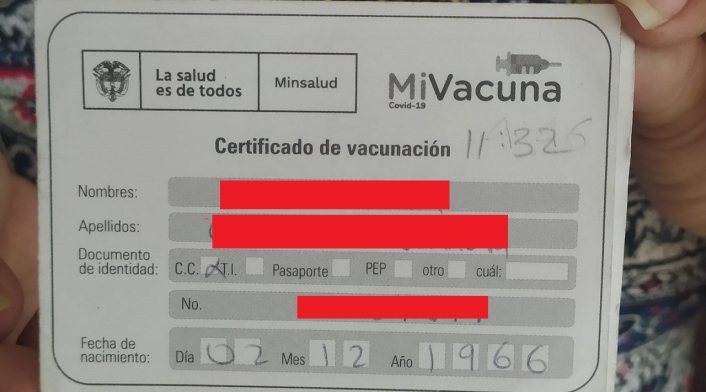 La salud
es de todos
Minsalud
MiVacuna
Covid-19
Certificado de vacunación
Nombres:
Apellidos:
Documento
de identidad:
C.C. X T.I. Pasaporte PEP otro cuál:
No.
Fecha de
nacimiento:
Día 02 Mes 12 Año 1966